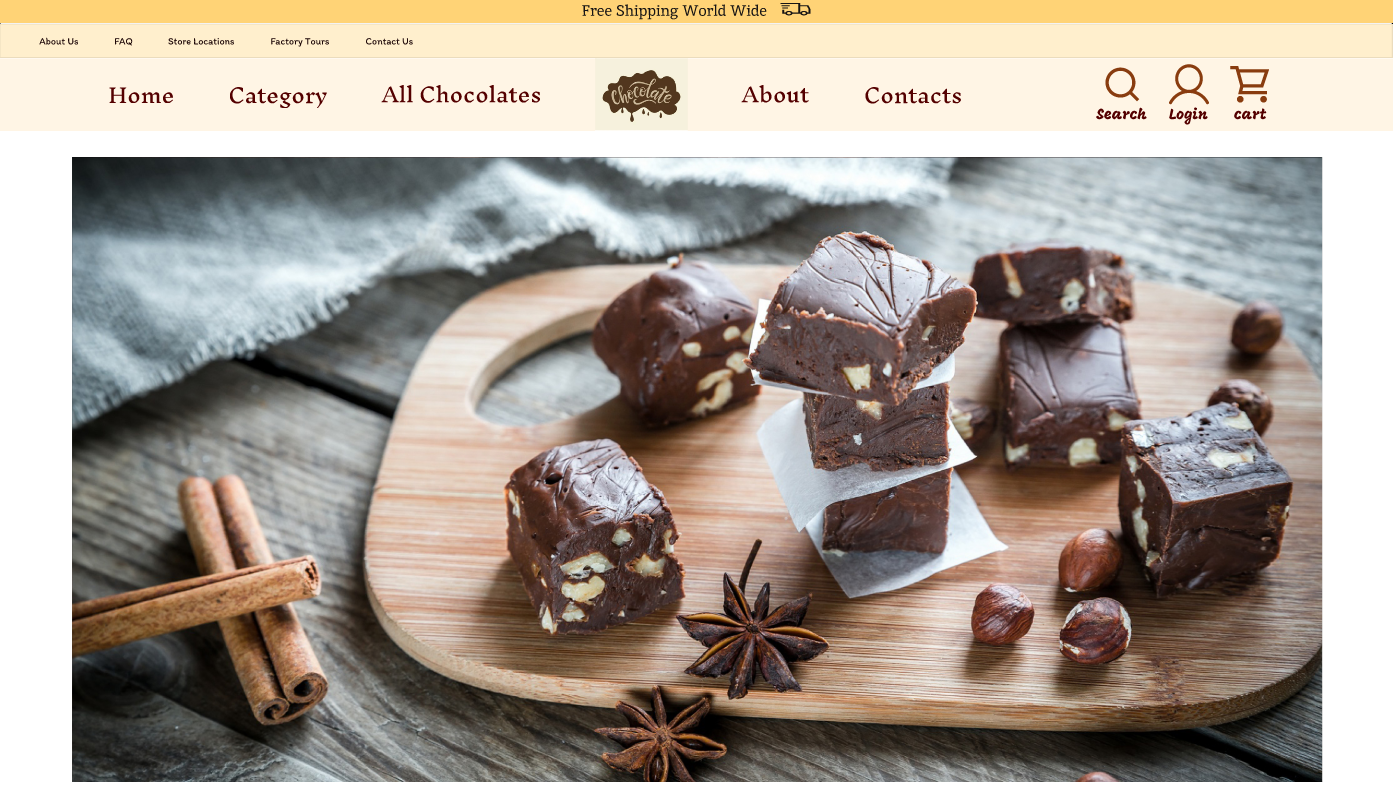 Free Shipping World Wide
About Us FAQ Store Locations Factory Tours Contact Us
Home Category All Chocolates Chocolate About Contacts
Search Login cart